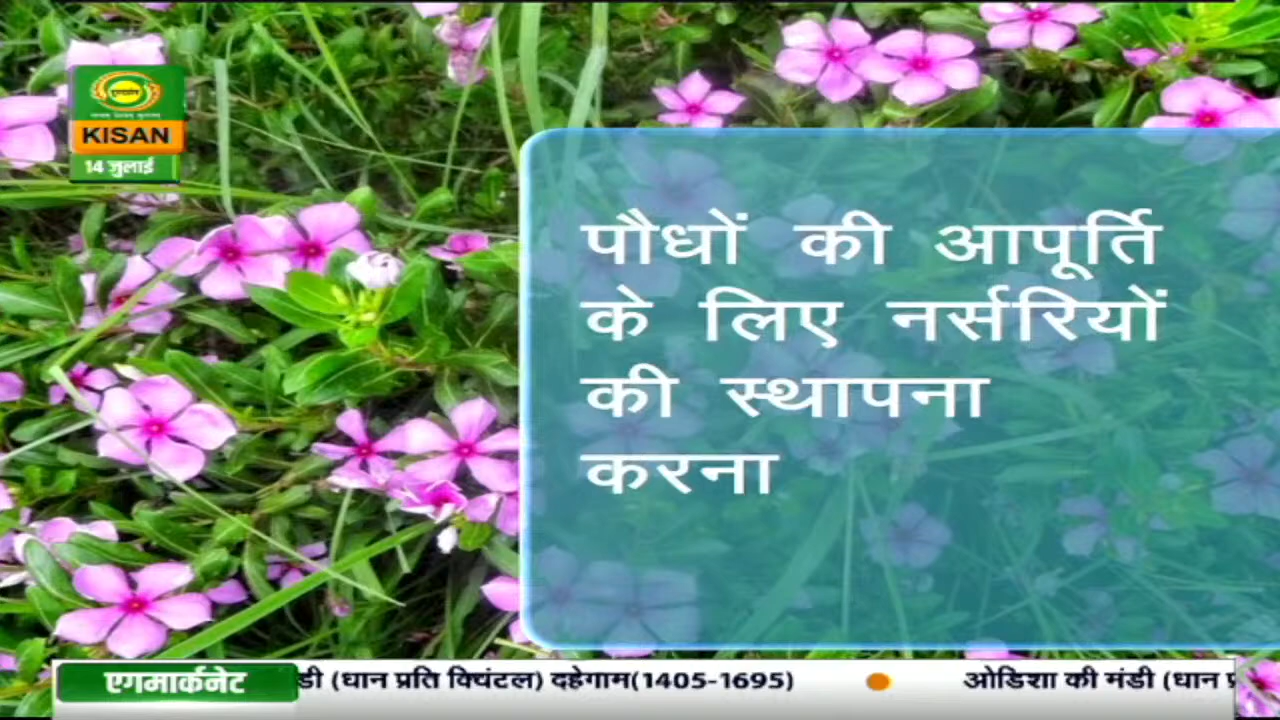 KISAN
14 जुलाई
पौधों की आपूर्ति
के लिए नर्सरियों
की स्थापना
करना
एगमार्कनेट
डी (धान प्रति क्विंटल) दहेगाम(1405-1695)
ओडिशा की मंडी (धान